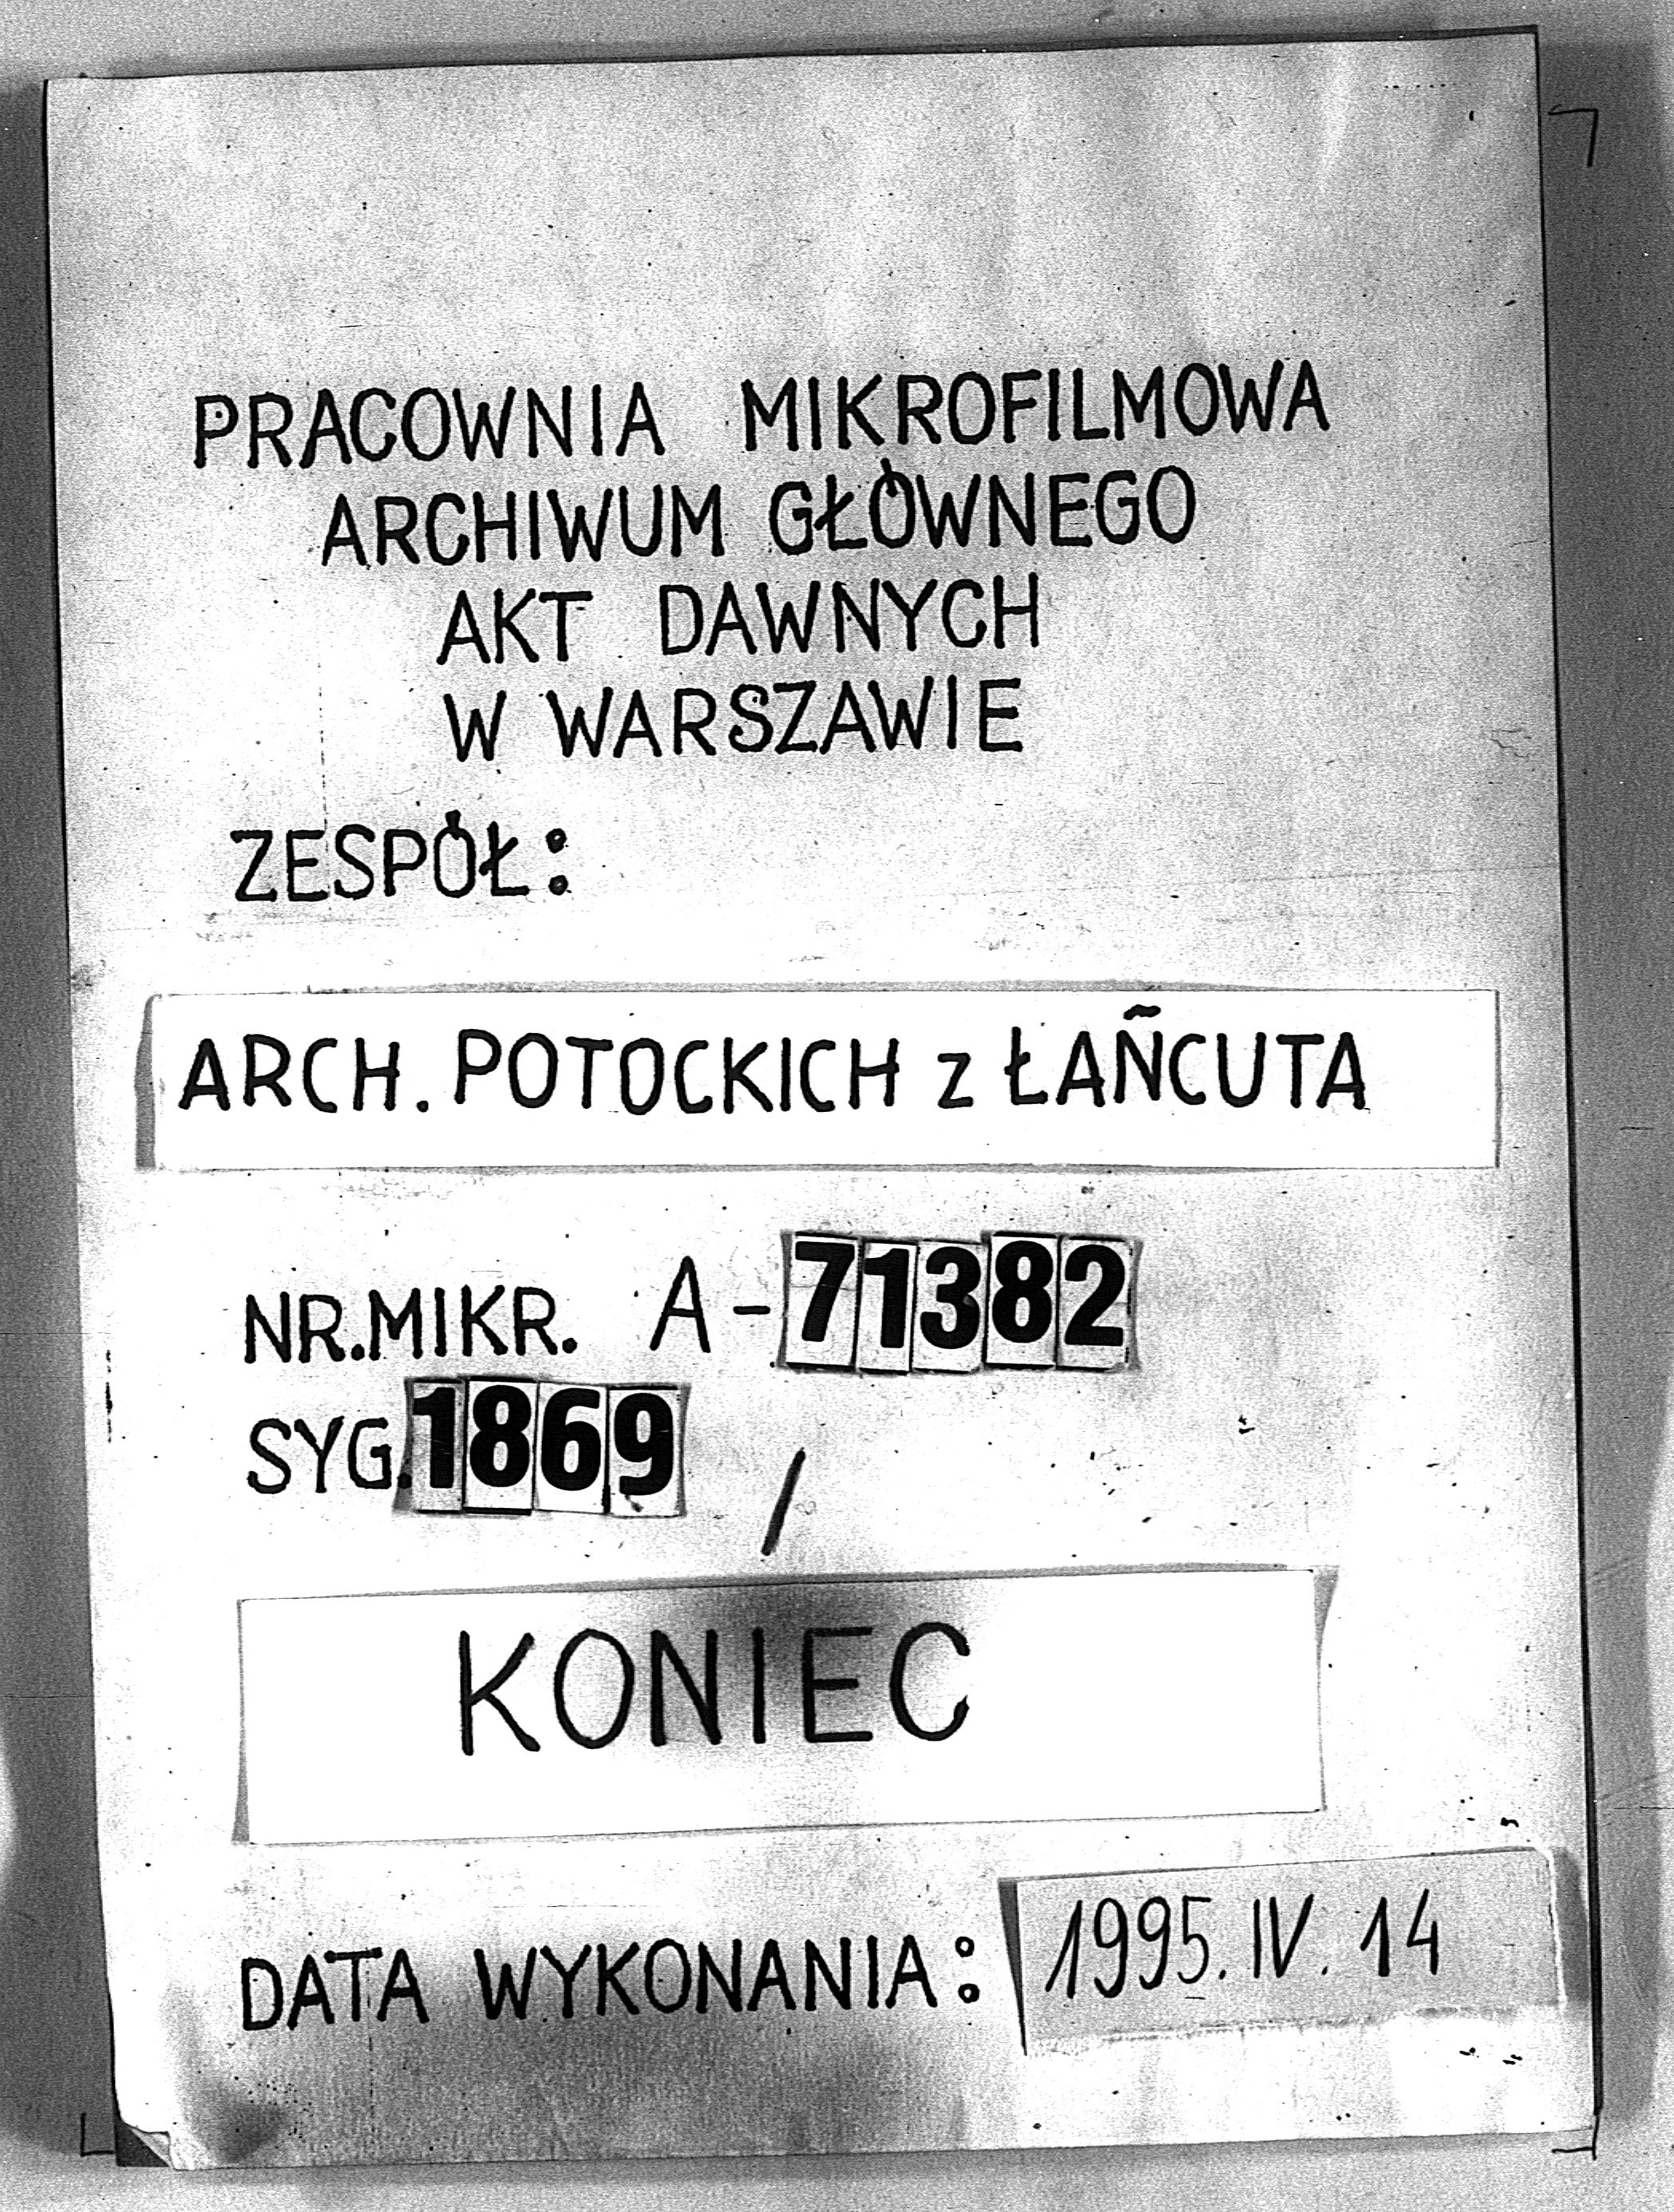 PRACOWNIA MIKROFILMOWA
ARCHIWUM GŁÓWNEGO
AKT DAWNYCH
W WARSZAWIE
ZESPÓŁ:
ARCH. POTOCKICH z ŁAÑCUTA
NR.MIKR. A-71382
SYG.1869 /
KONIEC
DATA WYKONANIA: 1995.IV.14